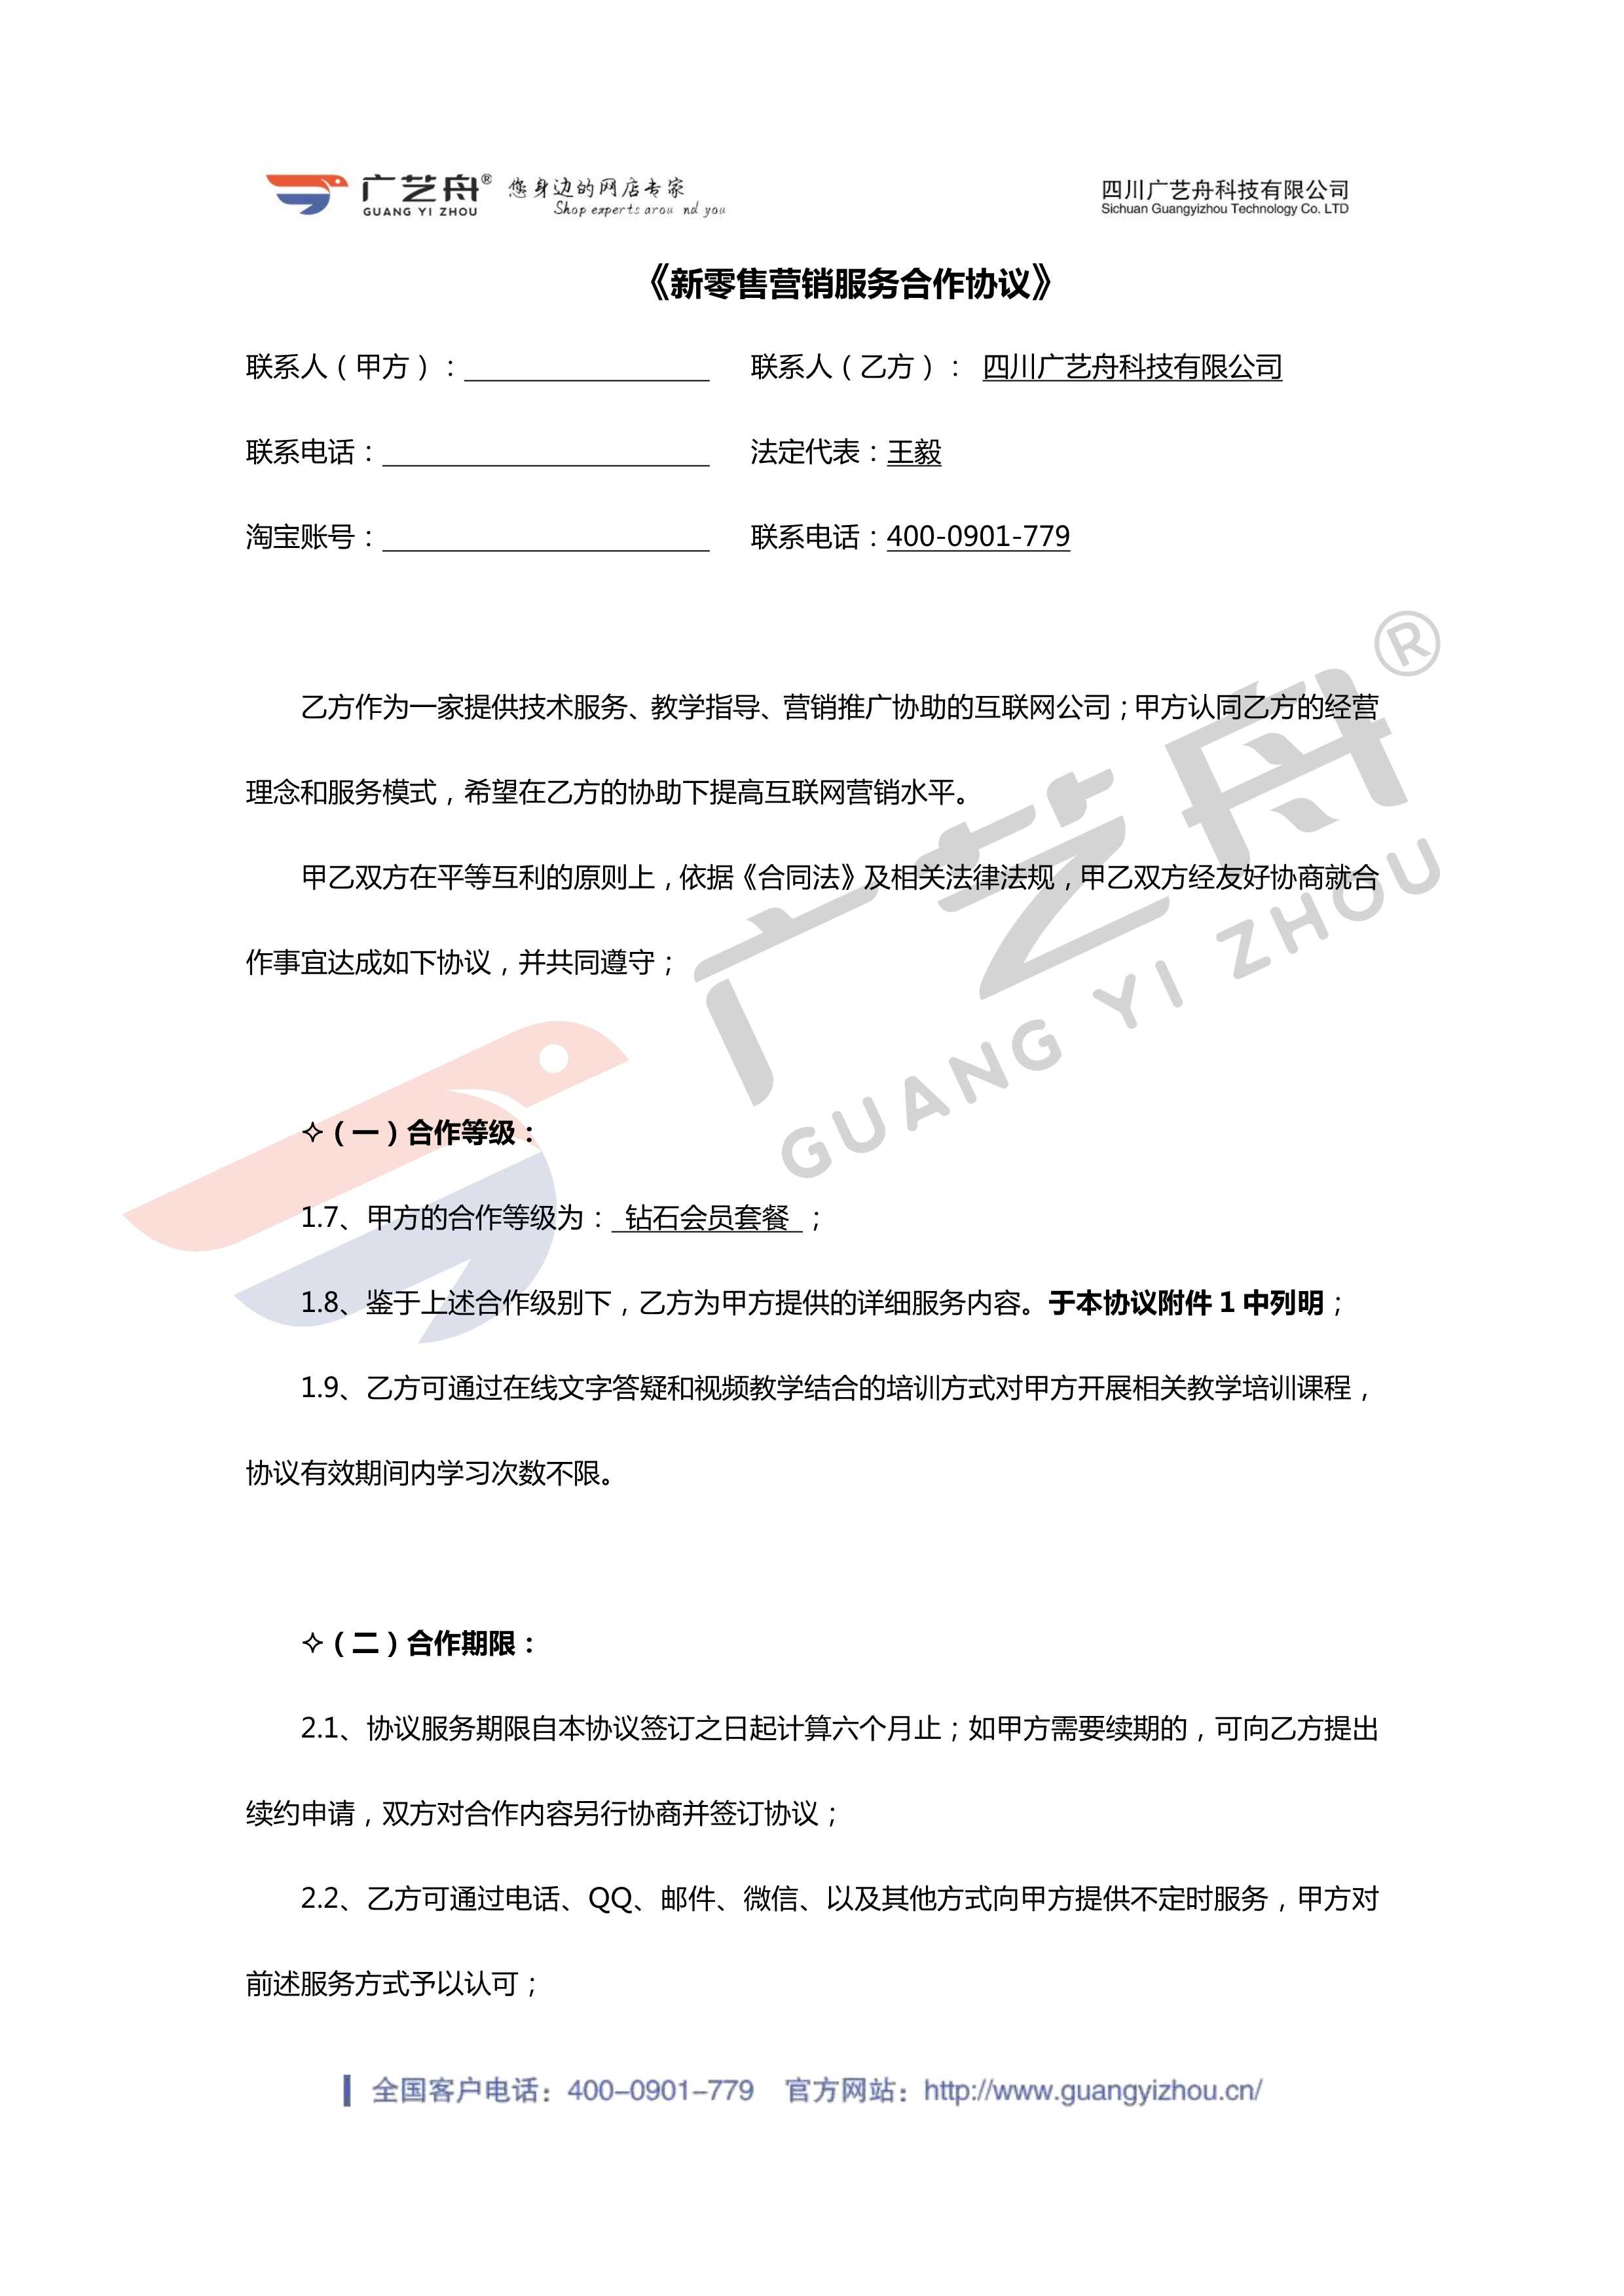 广艺舟® 您身边的网店专家 四川广艺舟科技有限公司
GUANG YI ZHOU Shop experts arou nd you Sichuan Guangyizhou Technology Co. LTD
《新零售营销服务合作协议》
联系人（甲方）：__________ 联系人（乙方）： 四川广艺舟科技有限公司
联系电话：__________ 法定代表：王毅
淘宝账号：__________ 联系电话：400-0901-779
乙方作为一家提供技术服务、教学指导、营销推广协助的互联网公司；甲方认同乙方的经营
理念和服务模式，希望在乙方的协助下提高互联网营销水平。
甲乙双方在平等互利的原则上，依据《合同法》及相关法律法规，甲乙双方经友好协商就合
作事宜达成如下协议，并共同遵守；
广艺舟®
GUANG YI ZHOU
✧（一）合作等级：
1.7、甲方的合作等级为： 钻石会员套餐 ；
1.8、鉴于上述合作级别下，乙方为甲方提供的详细服务内容。于本协议附件 1 中列明；
1.9、乙方可通过在线文字答疑和视频教学结合的培训方式对甲方开展相关教学培训课程，
协议有效期间内学习次数不限。
✧（二）合作期限：
2.1、协议服务期限自本协议签订之日起计算六个月止；如甲方需要续期的，可向乙方提出
续约申请，双方对合作内容另行协商并签订协议；
2.2、乙方可通过电话、QQ、邮件、微信、以及其他方式向甲方提供不定时服务，甲方对
前述服务方式予以认可；
全国客户电话：400-0901-779 官方网站：http://www.guangyizhou.cn/